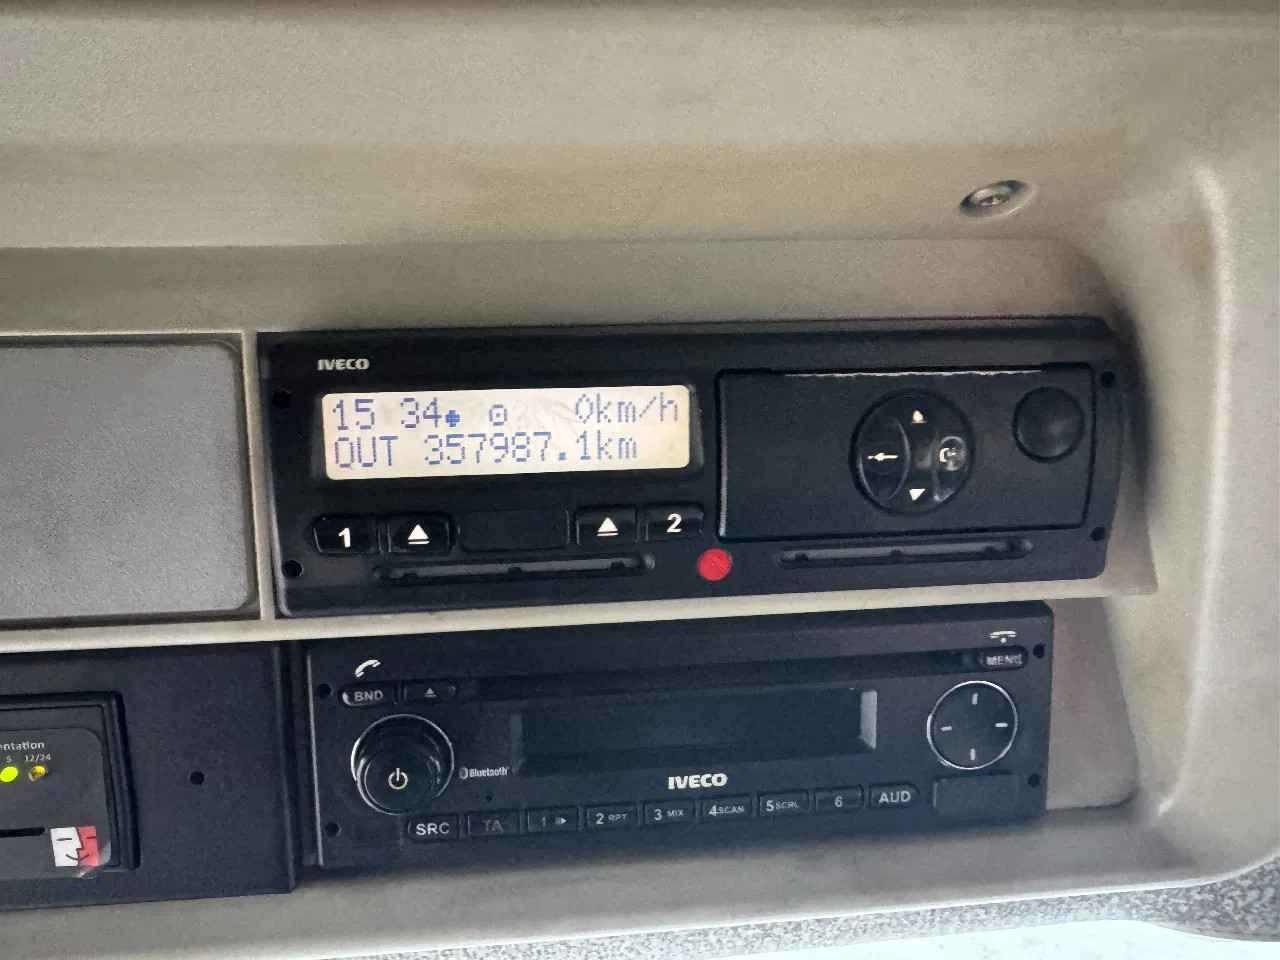 IVECO
15 34 0km/h
OUT 357987.1km
1
2
MENU
BND
entation
5 12/24
Bluetooth
IVECO
SRC TA 1 2 RPT 3 MIX 4 SCAN 5 SCRL 6 AUD